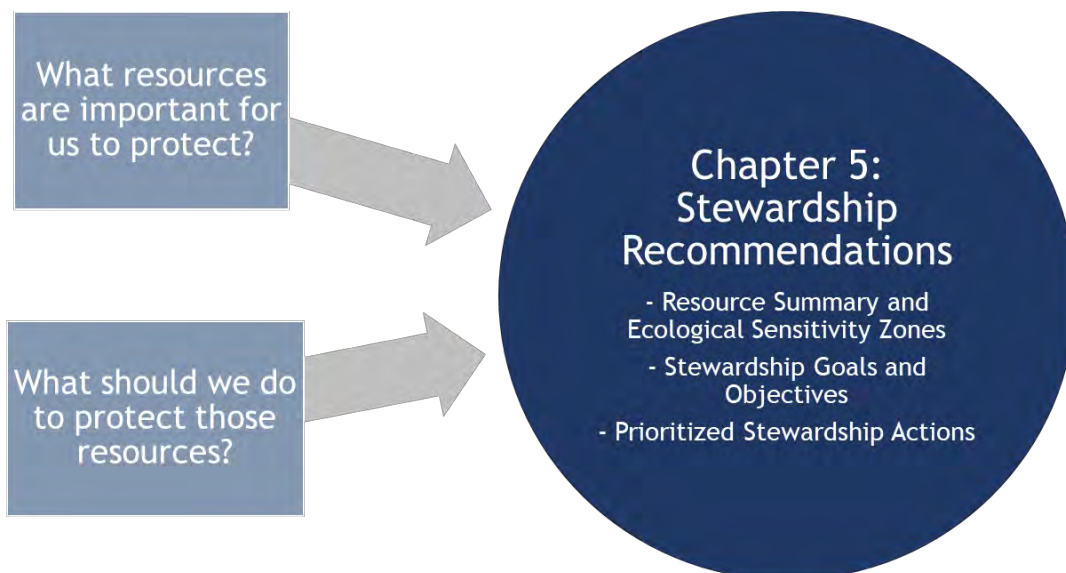 What resources
are important for
us to protect?
What should we do
to protect those
resources?
Chapter 5:
Stewardship
Recommendations
- Resource Summary and
Ecological Sensitivity Zones
- Stewardship Goals and
Objectives
- Prioritized Stewardship Actions